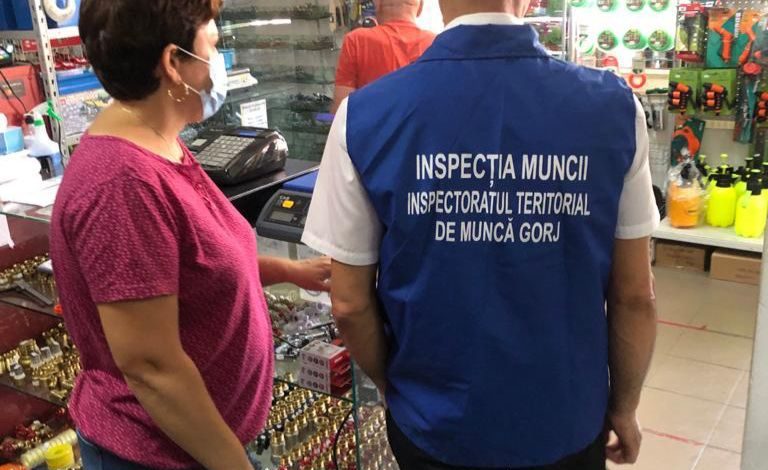 INSPECȚIA MUNCII
INSPECTORATUL TERITORIAL
DE MUNCĂ GORJ